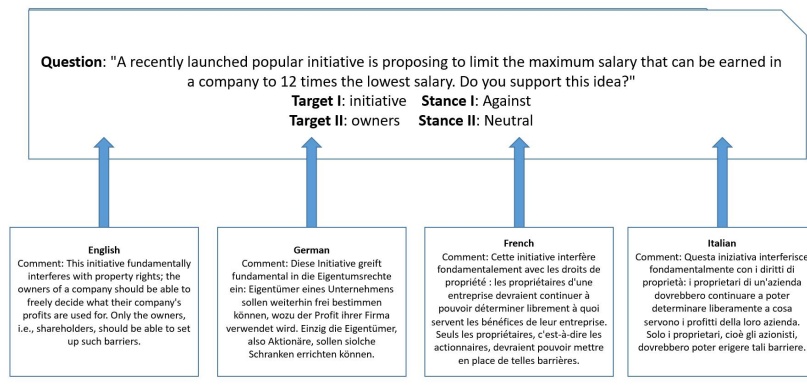 Question: "A recently launched popular initiative is proposing to limit the maximum salary that can be earned in
a company to 12 times the lowest salary. Do you support this idea?"
Target I: initiative Stance I: Against
Target II: owners Stance II: Neutral
English
Comment: This initiative fundamentally
interferes with property rights; the
owners of a company should be able to
freely decide what their company's
profits are used for. Only the owners,
i.e., shareholders, should be able to set
up such barriers.
German
Comment: Diese Initiative greift
fundamental in die Eigentumsrechte
ein: Eigentümer eines Unternehmens
sollen weiterhin frei bestimmen
können, wozu der Profit ihrer Firma
verwendet wird. Einzig die Eigentümer,
also Aktionäre, sollen siolche
Schranken errichten können.
French
Comment: Cette initiative interfère
fondamentalement avec les droits de
propriété : les propriétaires d'une
entreprise devraient continuer à
pouvoir déterminer librement à quoi
servent les bénéfices de leur entreprise.
Seuls les propriétaires, c'est-à-dire les
actionnaires, devraient pouvoir mettre
en place de telles barrières.
Italian
Comment: Questa iniziativa interferisce
fondamentalmente con i diritti di
proprietà: i proprietari di un'azienda
dovrebbero continuare a poter
determinare liberamente a cosa
servono i profitti della loro azienda.
Solo i proprietari, cioè gli azionisti,
dovrebbero poter erigere tali barriere.